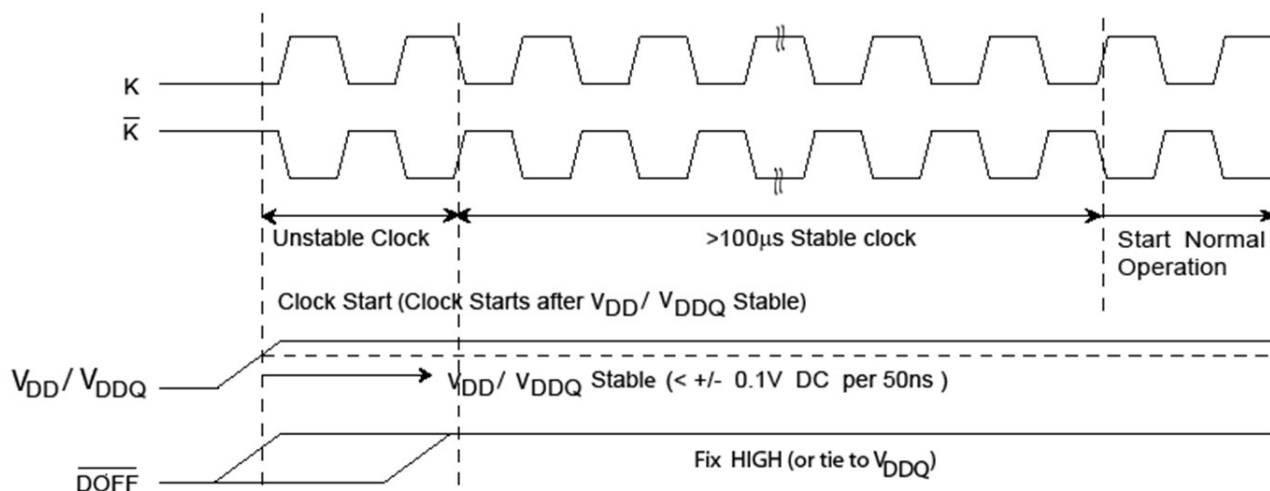 K
K̅
Unstable Clock
>100μs Stable clock
Start Normal
Operation
Clock Start (Clock Starts after VDD/ VDDQ Stable)
VDD/ VDDQ
VDD/ VDDQ Stable (< +/- 0.1V DC per 50ns )
DOFF
Fix HIGH (or tie to VDDQ)